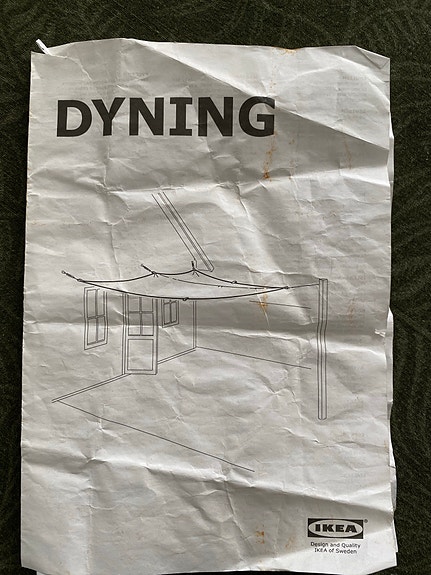 DYNING
IKEA
Design and Quality
IKEA of Sweden